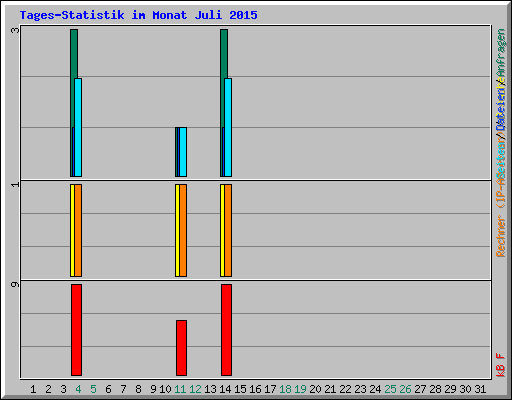 Tages-Statistik im Monat Juli 2015
3
1
9
Dateien/Anfragen
Rechner (IP-A
kB F
1 2 3 4 5 6 7 8 9 10 11 12 13 14 15 16 17 18 19 20 21 22 23 24 25 26 27 28 29 30 31